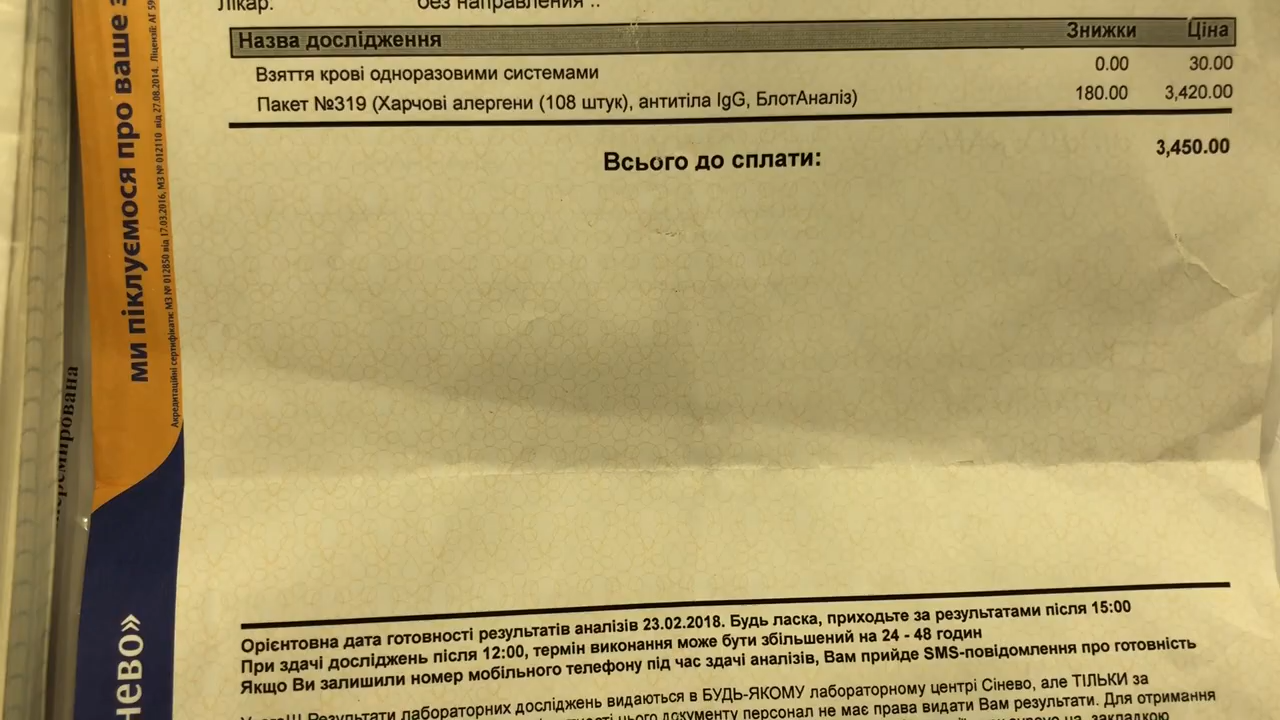 Лікар: без направления ..
Назва дослідження Знижки Ціна
Взяття крові одноразовими системами 0.00 30.00
Пакет №319 (Харчові алергени (108 штук), антитіла IgG, БлотАналіз) 180.00 3,420.00
Всього до сплати: 3,450.00
Орієнтовна дата готовності результатів аналізів 23.02.2018. Будь ласка, приходьте за результатами після 15:00
При здачі досліджень після 12:00, термін виконання може бути збільшений на 24 - 48 годин
Якщо Ви залишили номер мобільного телефону під час здачі аналізів, Вам прийде SMS-повідомлення про готовність
Результати лабораторних досліджень видаються в БУДЬ-ЯКОМУ лабораторному центрі Сінево, але ТІЛЬКИ за
цього документу персонал не має права видати Вам результати. Для отримання
ми піклуємося про ваше з
Акредитаційні сертифікати: МЗ № 012850 від 17.03.2016, МЗ № 012110 від 27.08.2014. Ліцензії: АГ 59
нево»